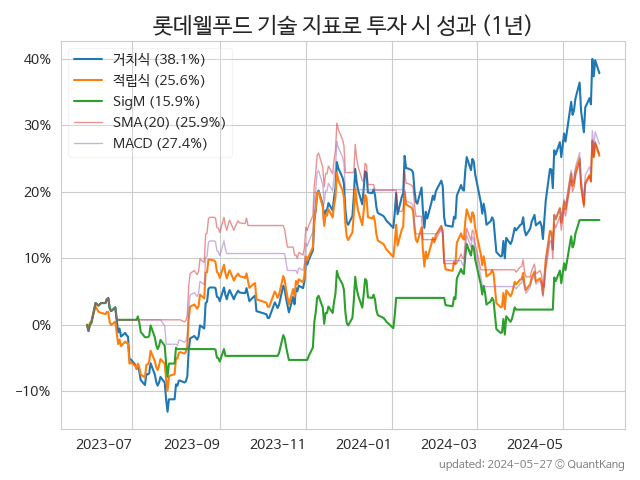 롯데웰푸드 기술 지표로 투자 시 성과 (1년)
40%
30%
20%
10%
0%
−10%
거치식 (38.1%)
적립식 (25.6%)
SigM (15.9%)
SMA(20) (25.9%)
MACD (27.4%)
2023-07 2023-09 2023-11 2024-01 2024-03 2024-05
updated: 2024-05-27 © QuantKang